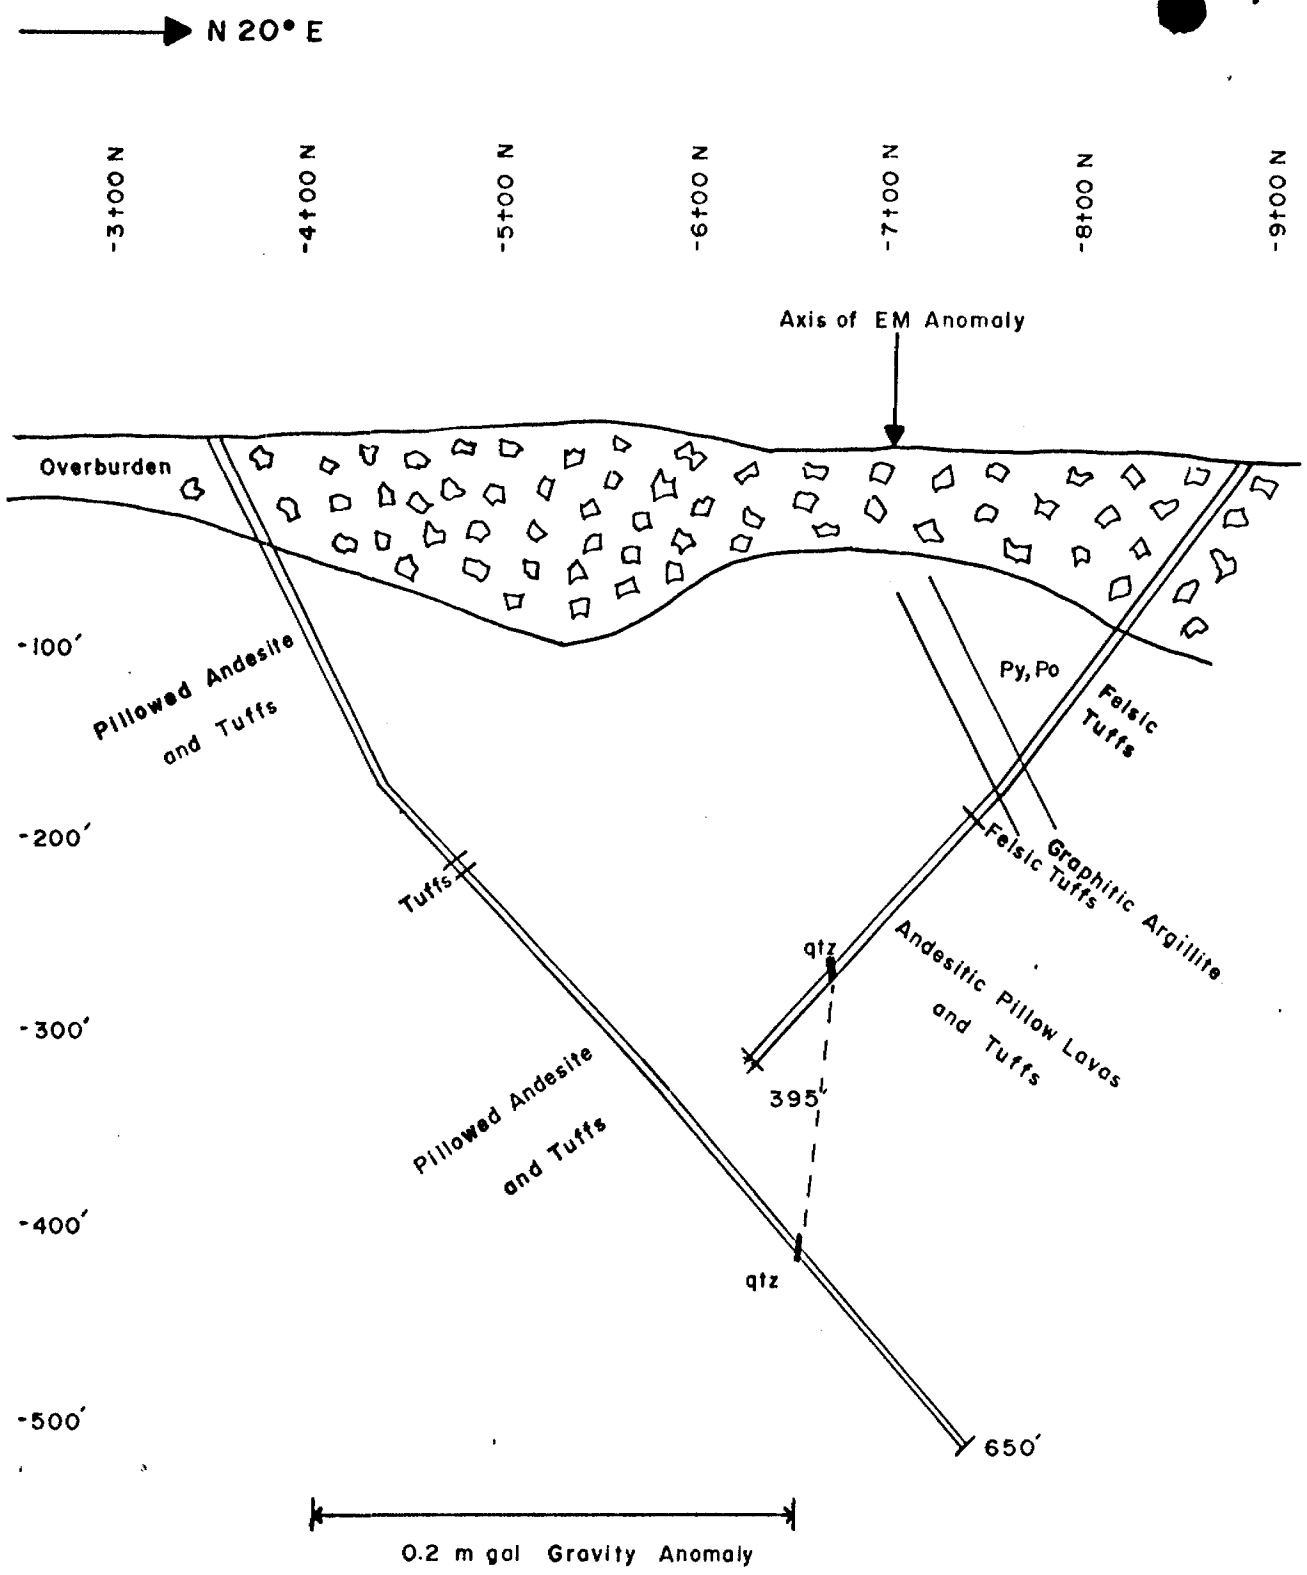 N 20° E
-3+00 N
-4+00 N
-5+00 N
-6+00 N
-7+00 N
-8+00 N
-9+00 N
Axis of EM Anomaly
Overburden
-100′
Pillowed Andesite
and Tuffs
Py, Po
Felsic
Tuffs
-200′
Tuffs
Felsic Tuffs
Graphitic Argillite
qtz
Andesitic Pillow Lavas
and Tuffs
-300′
395′
Pillowed Andesite
and Tuffs
-400′
qtz
-500′
650′
0.2 m gal Gravity Anomaly